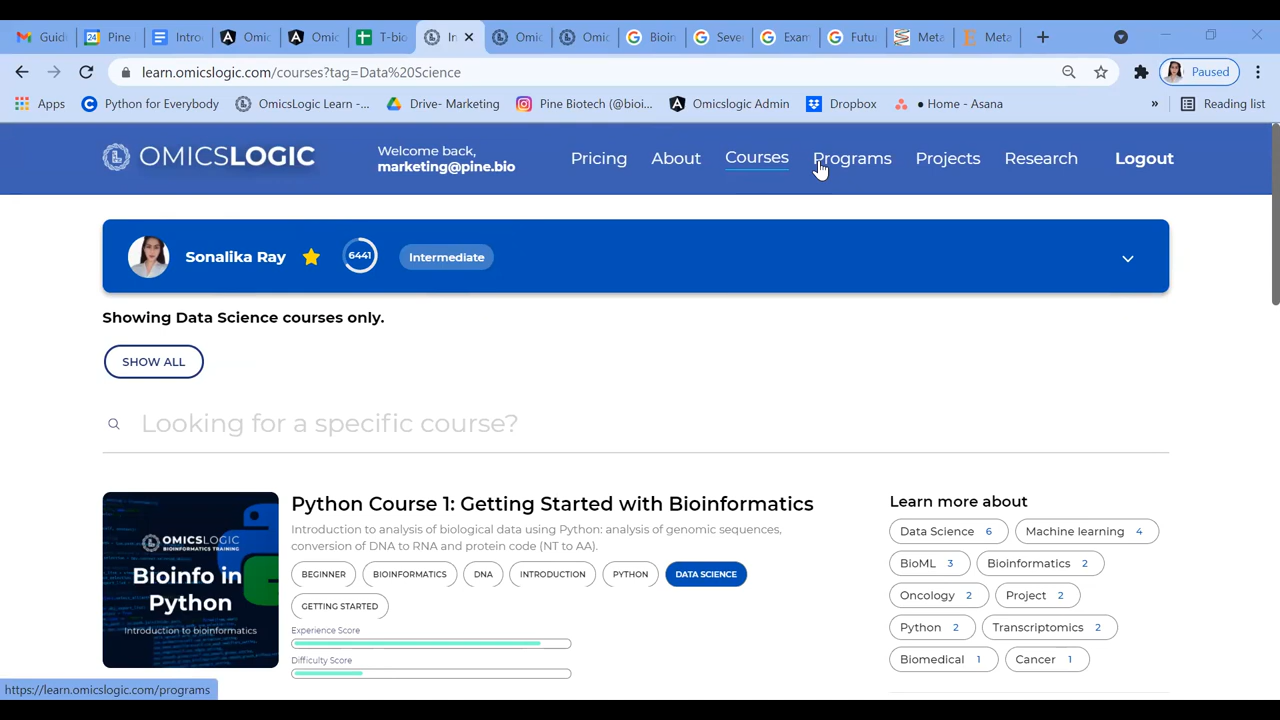 Guid
24
Pine
Intro
Omic
Omic
T-bio
In
Omi
Omi
Bioin
Seve
Exam
Futu
Meta
Meta
learn.omicslogic.com/courses?tag=Data%20Science
Paused
Apps
Python for Everybody
OmicsLogic Learn -...
Drive- Marketing
Pine Biotech (@bioi...
Omicslogic Admin
Dropbox
● Home - Asana
»
Reading list
OMICSLOGIC
Welcome back,
marketing@pine.bio
Pricing
About
Courses
Programs
Projects
Research
Logout
Sonalika Ray
6441
Intermediate
Showing Data Science courses only.
SHOW ALL
Looking for a specific course?
OMICSLOGIC
BIOINFORMATICS TRAINING
Bioinfo in
Python
Introduction to bioinformatics
Python Course 1: Getting Started with Bioinformatics
Introduction to analysis of biological data using Python: analysis of genomic sequences,
conversion of DNA to RNA and protein code (NT to AA).
BEGINNER
BIOINFORMATICS
DNA
INTRODUCTION
PYTHON
DATA SCIENCE
GETTING STARTED
Experience Score
Difficulty Score
Learn more about
Data Science 6
Machine learning 4
BioML 3
Bioinformatics 2
Oncology 2
Project 2
Python 2
Transcriptomics 2
Biomedical 1
Cancer 1
https://learn.omicslogic.com/programs